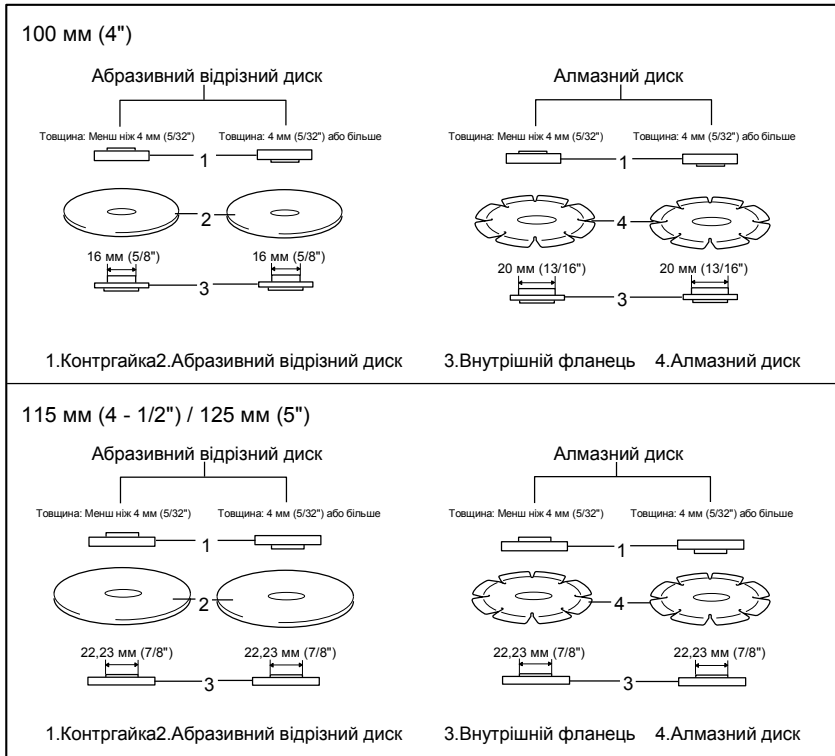 100 мм (4")
Абразивний відрізний диск
Алмазний диск
Товщина: Менш ніж 4 мм (5/32") Товщина: 4 мм (5/32") або більше
Товщина: Менш ніж 4 мм (5/32") Товщина: 4 мм (5/32") або більше
1
1
2
4
16 мм (5/8") 16 мм (5/8")
20 мм (13/16") 20 мм (13/16")
3
3
1.Контргайка2.Абразивний відрізний диск 3.Внутрішній фланець 4.Алмазний диск
115 мм (4 - 1/2") / 125 мм (5")
Абразивний відрізний диск
Алмазний диск
Товщина: Менш ніж 4 мм (5/32") Товщина: 4 мм (5/32") або більше
Товщина: Менш ніж 4 мм (5/32") Товщина: 4 мм (5/32") або більше
1
1
2
4
22,23 мм (7/8") 22,23 мм (7/8")
22,23 мм (7/8") 22,23 мм (7/8")
3
3
1.Контргайка2.Абразивний відрізний диск 3.Внутрішній фланець 4.Алмазний диск